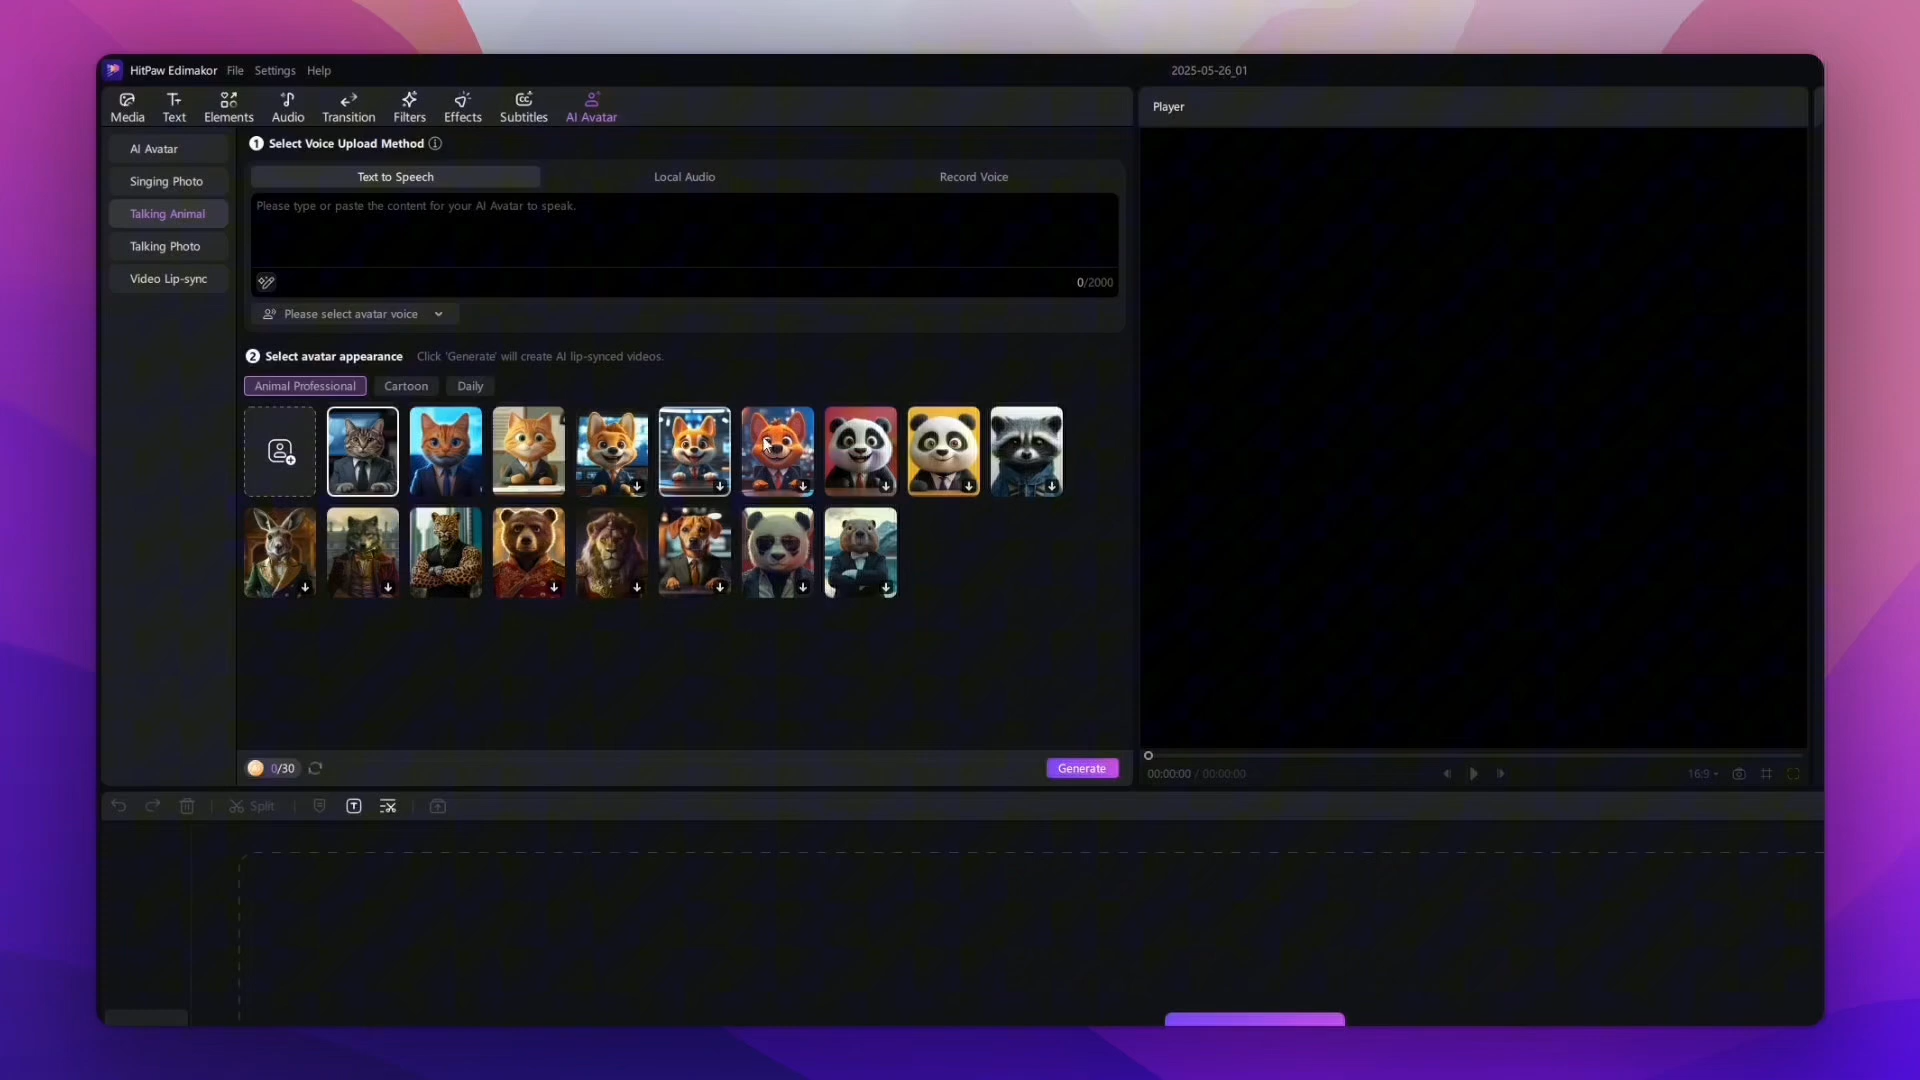 HitPaw Edimakor File Settings Help
2025-05-26_01
Media Text Elements Audio Transition Filters Effects Subtitles AI Avatar
Player
AI Avatar
Singing Photo
Talking Animal
Talking Photo
Video Lip-sync
1 Select Voice Upload Method
Text to Speech Local Audio Record Voice
Please type or paste the content for your AI Avatar to speak.
0/2000
Please select avatar voice
2 Select avatar appearance Click 'Generate' will create AI lip-synced videos.
Animal Professional Cartoon Daily
0/30
Generate
00:00:00 / 00:00:00
16:9
Split